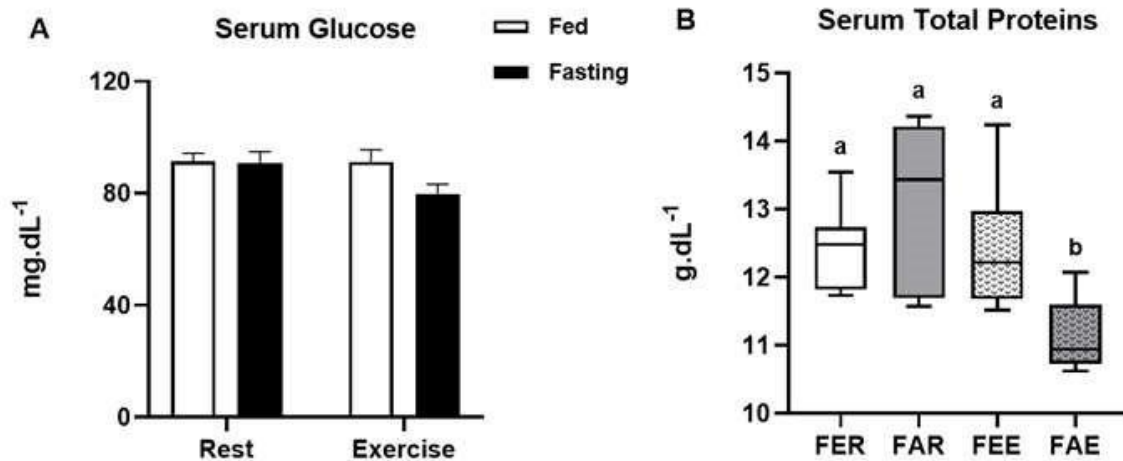 A
Serum Glucose
Fed
Fasting
120
80
40
0
mg.dL⁻¹
Rest
Exercise
B
Serum Total Proteins
15
14
13
12
11
10
g.dL⁻¹
a
a
a
b
FER
FAR
FEE
FAE